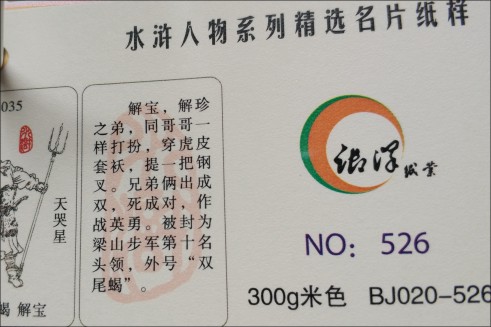 水浒人物系列精选名片纸样
035
解宝，解珍
之弟，同哥哥一
样打扮，穿虎皮
套袄，提一把钢
叉。兄弟俩出成
双，死成对，作
战英勇。被封为
梁山步军第十名
头领，外号“双
尾蝎”。
天哭星
蝎 解宝
纸业
NO: 526
300g米色 BJ020-526